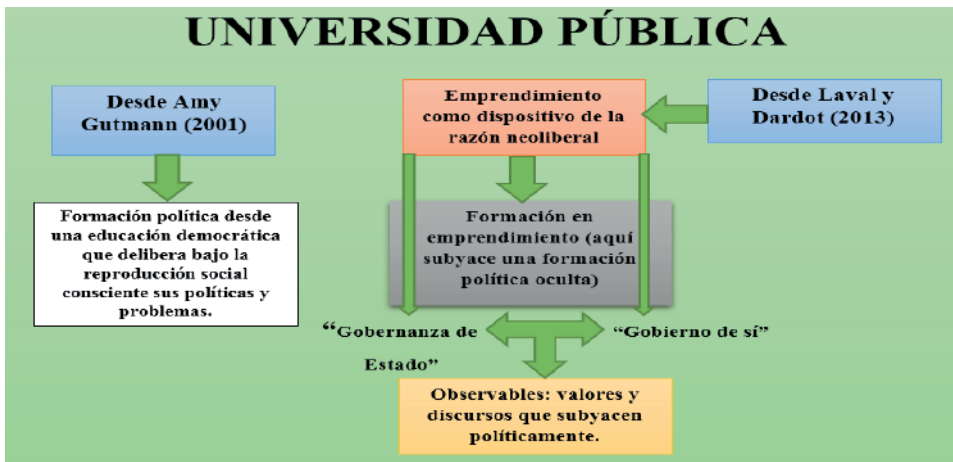 UNIVERSIDAD PÚBLICA
Desde Amy
Gutmann (2001)
Formación política desde
una educación democrática
que delibera bajo la
reproducción social
consciente sus políticas y
problemas.
Emprendimiento
como dispositivo de la
razón neoliberal
Desde Laval y
Dardot (2013)
Formación en
emprendimiento (aquí
subyace una formación
política oculta)
“Gobernanza de
Estado”
“Gobierno de sí”
Observables: valores y
discursos que subyacen
políticamente.